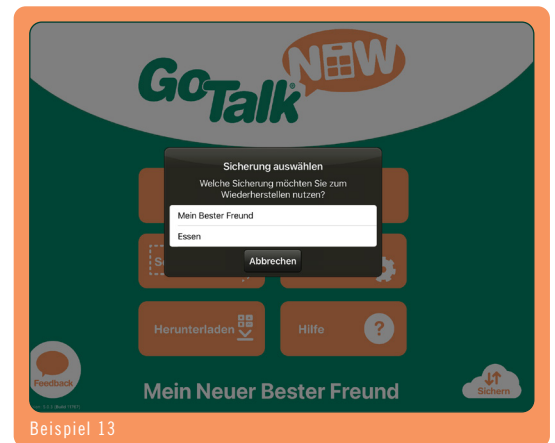 GoTalk NOW
Sicherung auswählen
Welche Sicherung möchten Sie zum
Wiederherstellen nutzen?
Mein Bester Freund
Essen
Abbrechen
Herunterladen
Hilfe
?
Feedback
Mein Neuer Bester Freund
Sichern
Beispiel 13